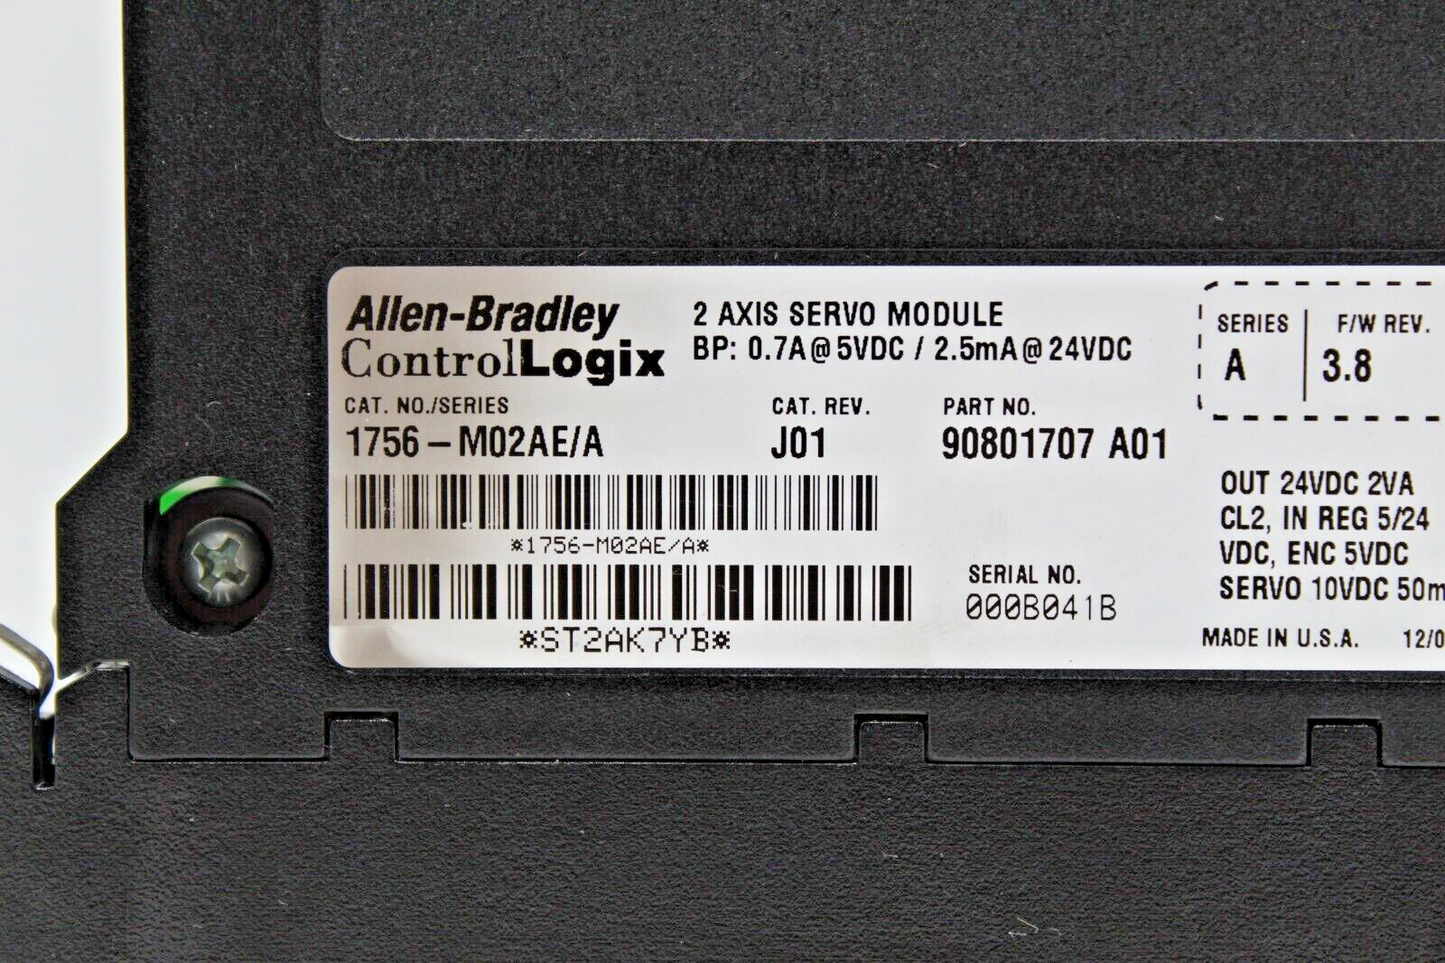 Allen-Bradley
ControlLogix
2 AXIS SERVO MODULE
BP: 0.7A@5VDC / 2.5mA@24VDC
SERIES F/W REV.
A 3.8
CAT. NO./SERIES CAT. REV. PART NO.
1756-M02AE/A J01 90801707 A01
*1756-M02AE/A*
OUT 24VDC 2VA
CL2, IN REG 5/24
VDC, ENC 5VDC
SERVO 10VDC 50m
SERIAL NO.
000B041B
*ST2AK7YB*
MADE IN U.S.A. 12/0